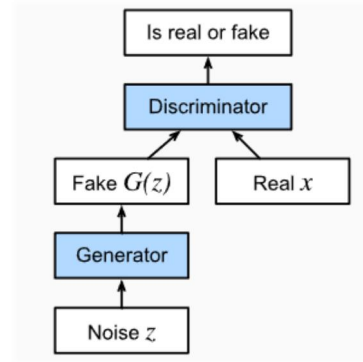 Is real or fake
Discriminator
Fake G(z)
Real x
Generator
Noise z